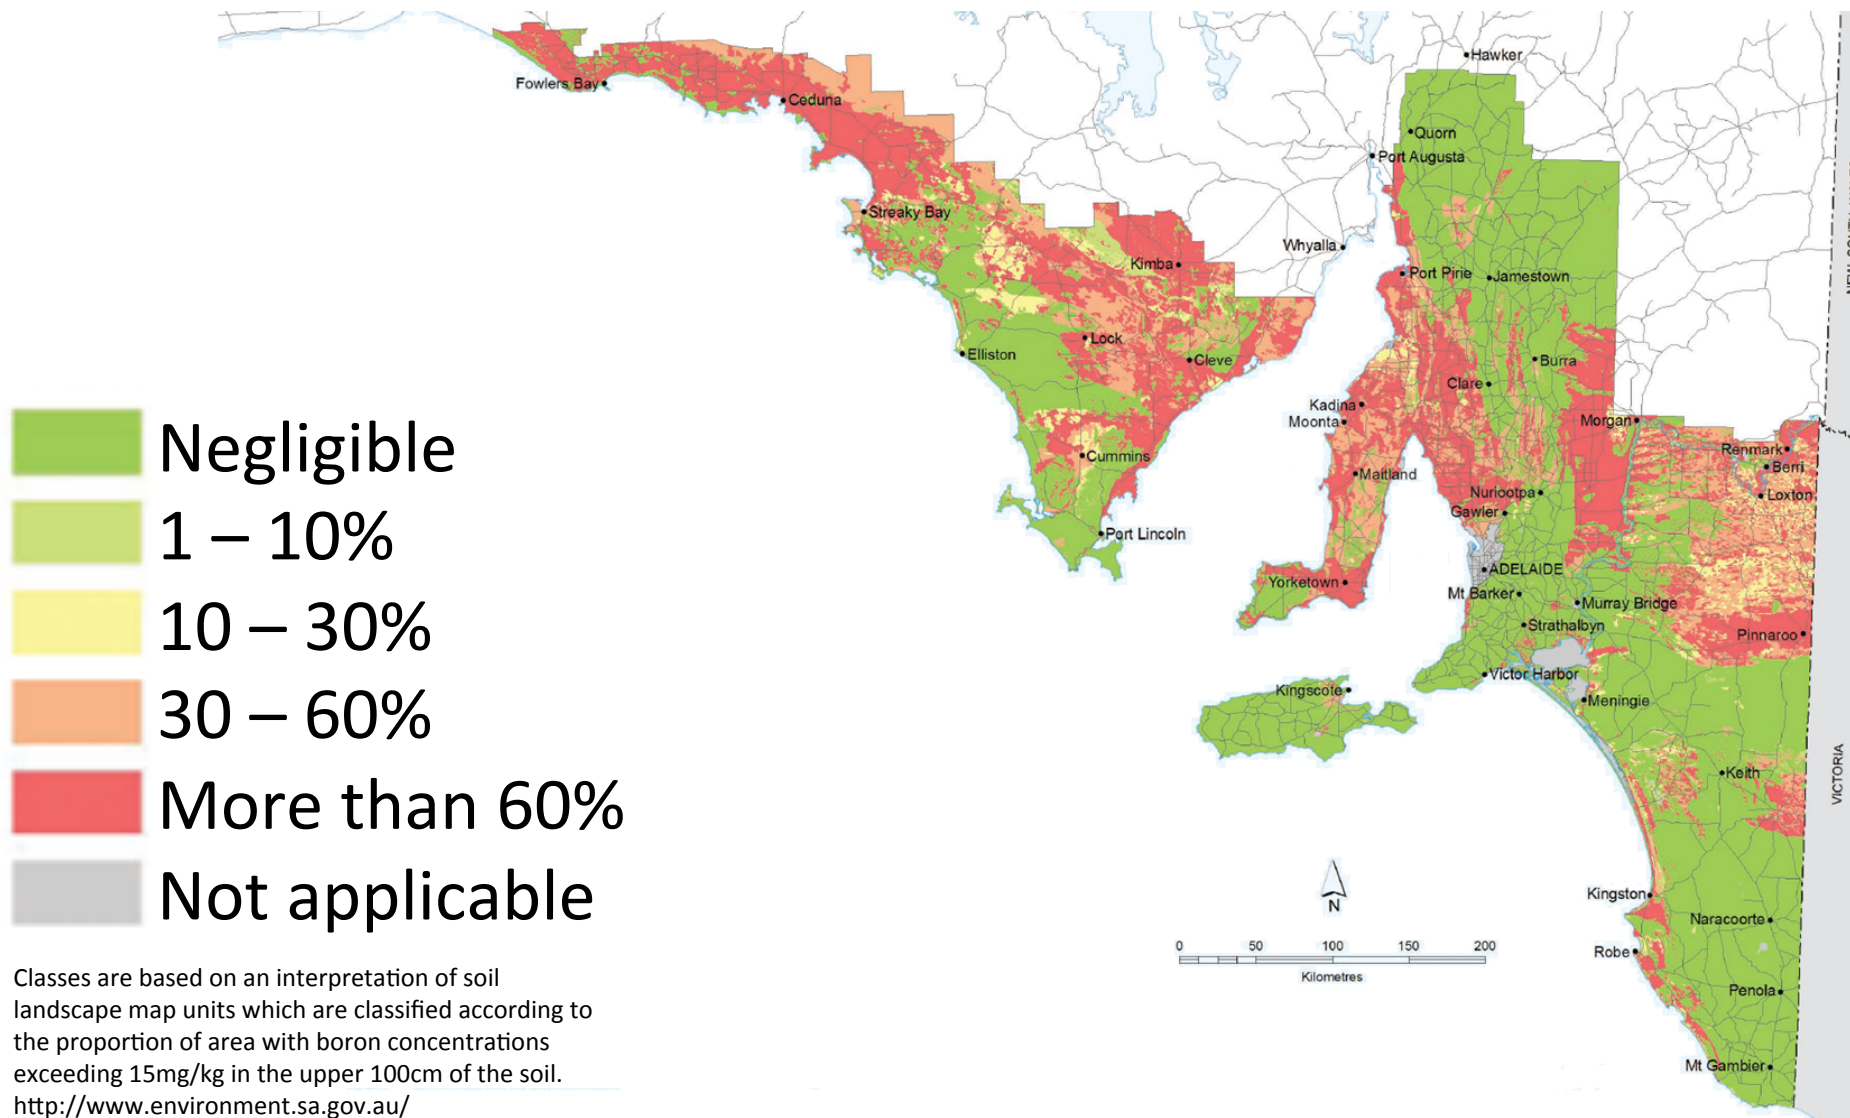 Hawker
Fowlers Bay
Ceduna
Quorn
Port Augusta
Streaky Bay
Whyalla
Kimba
Port Pirie
Jamestown
Lock
Elliston
Cleve
Burra
Clare
Kadina
Moonta
Morgan
Renmark
Berri
Cummins
Maitland
Nuriootpa
Loxton
Gawler
Port Lincoln
ADELAIDE
Yorketown
Mt Barker
Murray Bridge
Strathalbyn
Pinnaroo
Victor Harbor
Kingscote
Meningie
Keith
VICTORIA
Kingston
Naracoorte
Robe
Penola
Mt Gambier
N
0 50 100 150 200
Kilometres
Negligible
1 – 10%
10 – 30%
30 – 60%
More than 60%
Not applicable
Classes are based on an interpretation of soil
landscape map units which are classified according to
the proportion of area with boron concentrations
exceeding 15mg/kg in the upper 100cm of the soil.
http://www.environment.sa.gov.au/